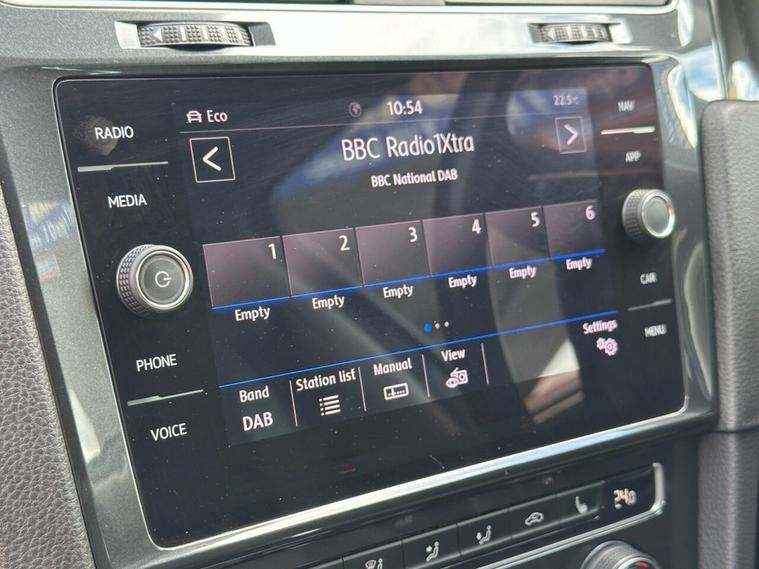 Eco 10:54 22.5°C
RADIO
NAV
BBC Radio1Xtra
BBC National DAB
MEDIA
APP
1 2 3 4 5 6
Empty Empty Empty Empty Empty Empty
PHONE
CAR
VOICE
MENU
Settings
Band Station list Manual View
DAB
24.0